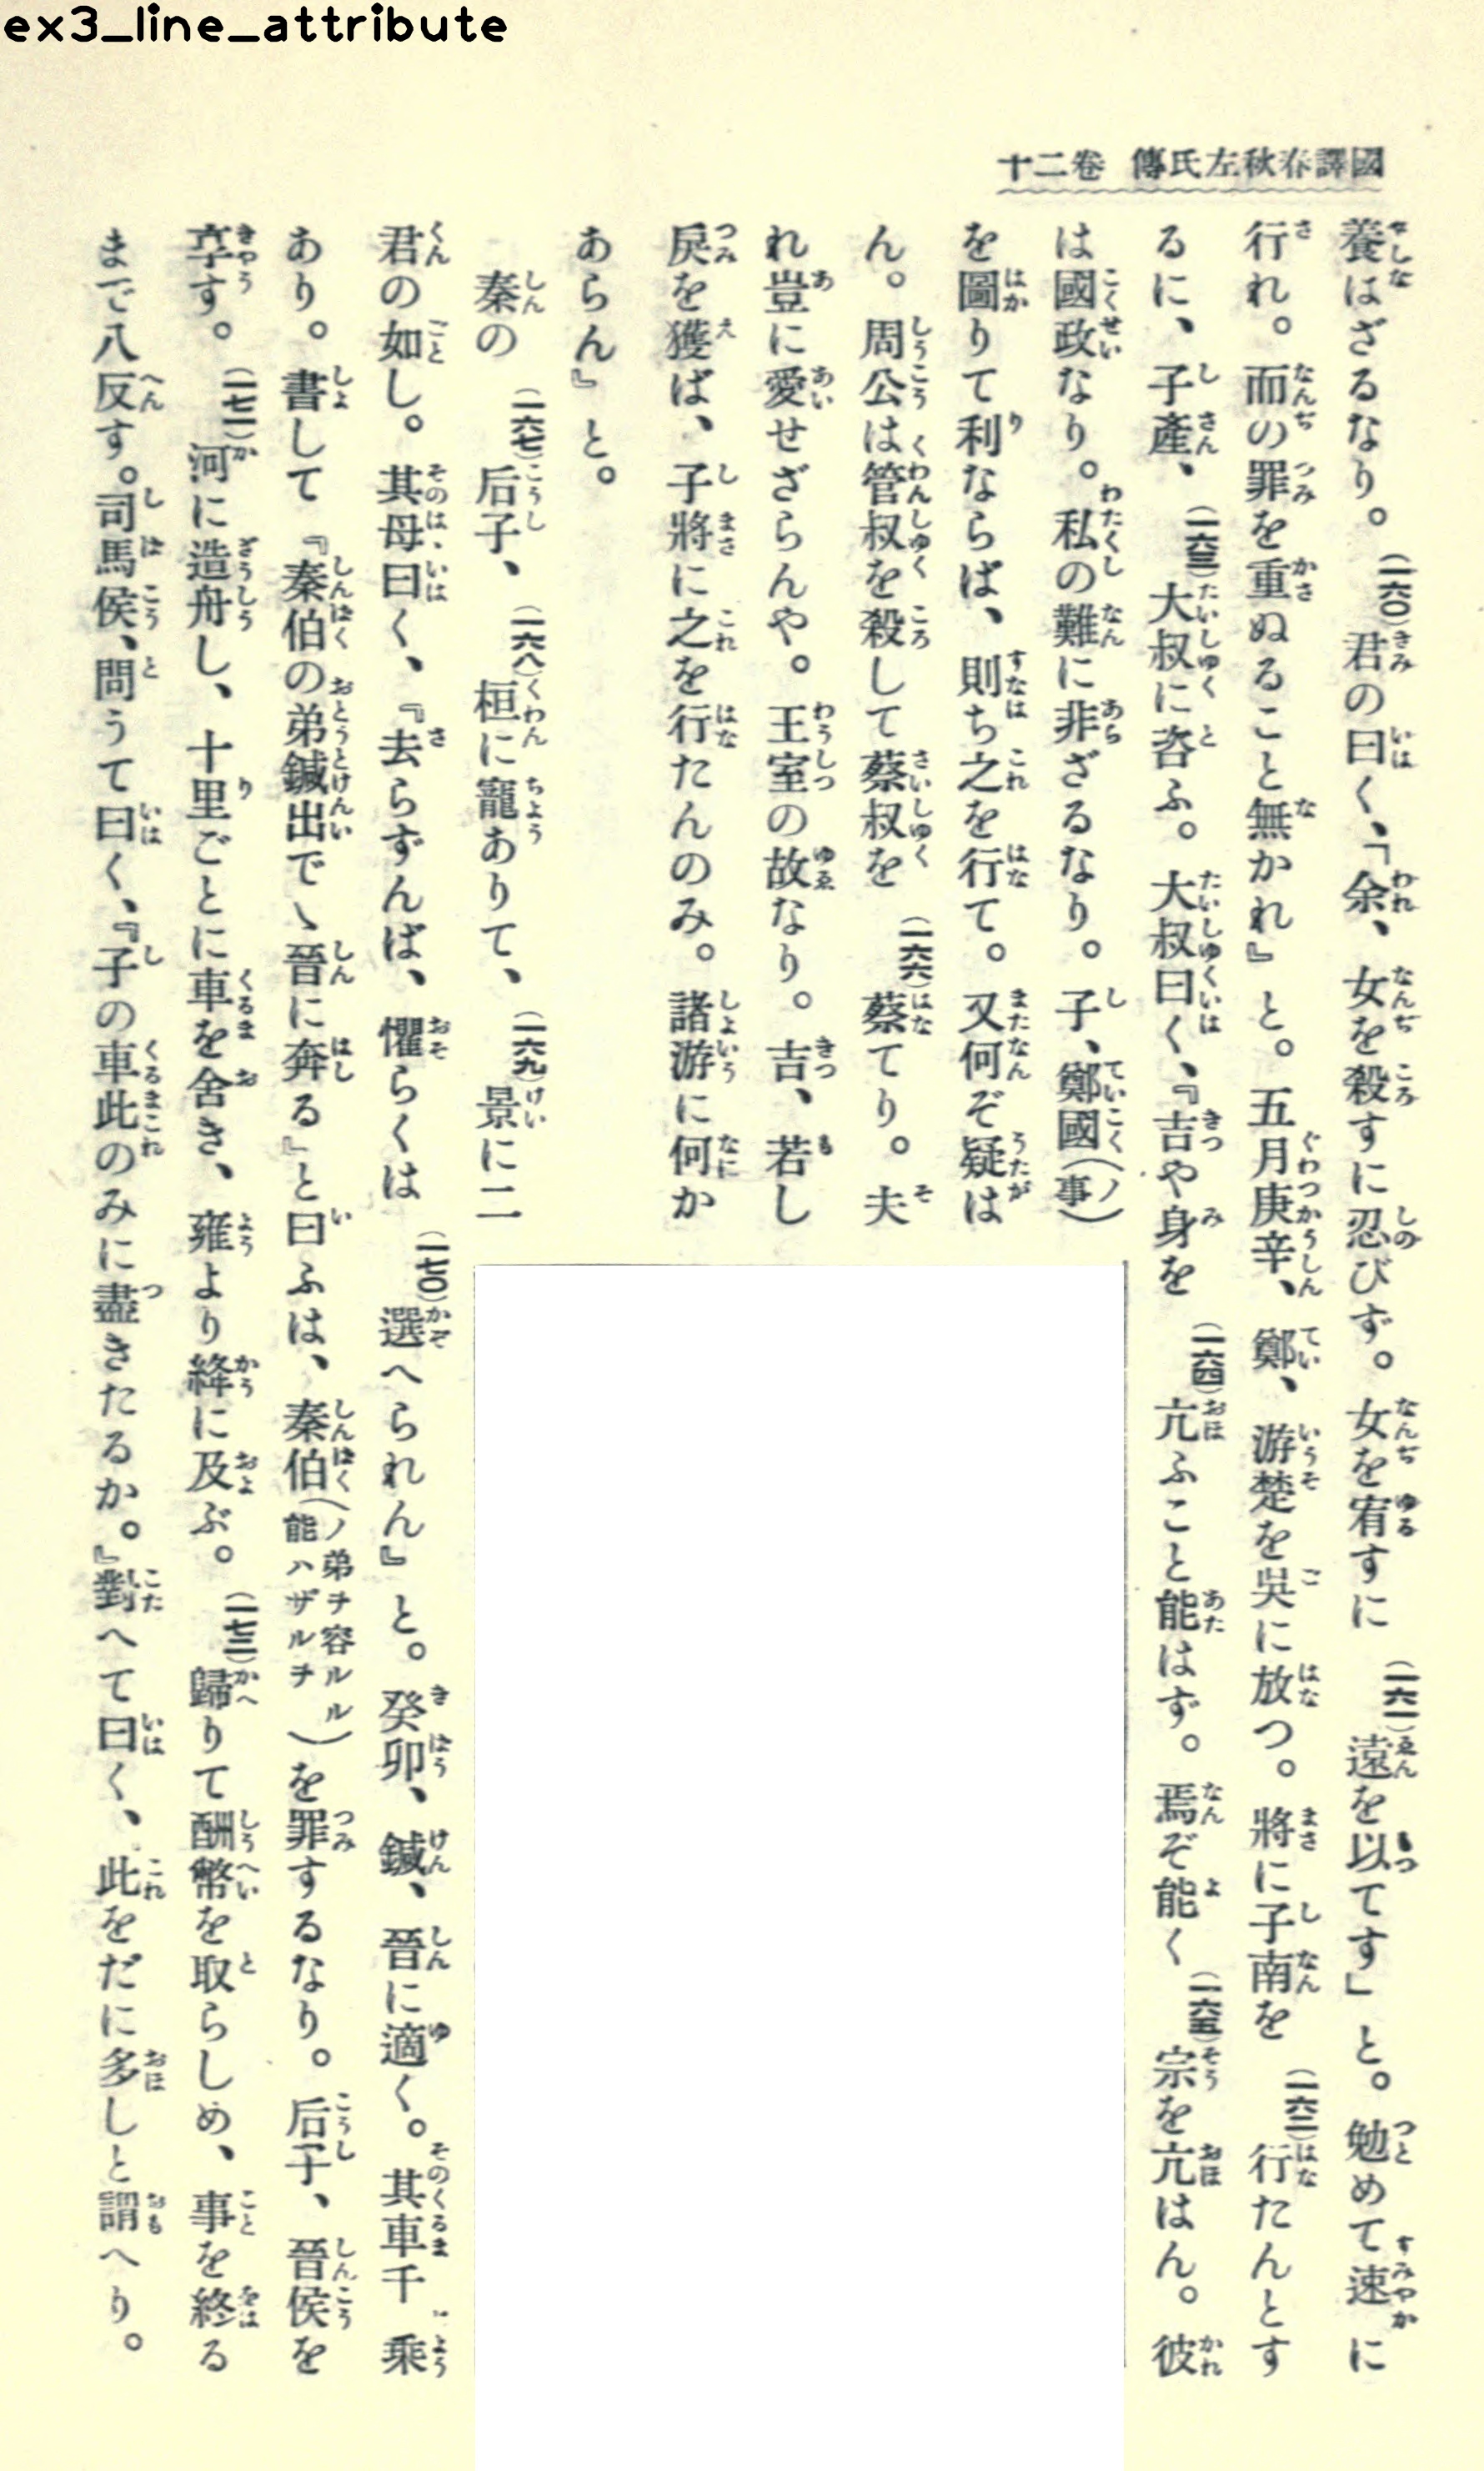 ex3_line_attribute
國譯春秋左氏傳 卷二十
養はざるなり。(一六〇)君の曰く、「余、女を殺すに忍びず。女を宥すに(一六一)遠を以てす」と。勉めて速に
行れ。而の罪を重ぬること無かれ』と。五月庚辛、鄭、游楚を吳に放つ。將に子南を(一六二)行たんとす
るに、子產、(一六三)大叔に咨ふ。大叔曰く、『吉や身を(一六四)亢ふこと能はず。焉ぞ能く(一六五)宗を亢はん。彼
は國政なり。私の難に非ざるなり。子、鄭國(ノ事)
を圖りて利ならば、則ち之を行て。又何ぞ疑は
ん。周公は管叔を殺して蔡叔を(一六六)蔡てり。夫
れ豈に愛せざらんや。王室の故なり。吉、若し
戾を獲ば、子將に之を行たんのみ。諸游に何か
あらん』と。
秦の(一六七)后子、(一六八)桓に寵ありて、(一六九)景に二
君の如し。其母曰く、『去らずんば、懼らくは(一七〇)選へられん』と。癸卯、鍼、晉に適く。其車千乘
あり。書して『秦伯の弟鍼出でゝ晉に奔る』と曰ふは、秦伯(ノ弟ヲ容ルル能ハザルヲ)を罪するなり。后子、晉侯を
享す。(一七一)河に造舟し、十里ごとに車を舍き、雍より絳に及ぶ。(一七二)歸りて酬幣を取らしめ、事を終る
まで八反す。司馬侯、問うて曰く、『子の車此のみに盡きたるか。』對へて曰く、此をだに多しと謂へり。